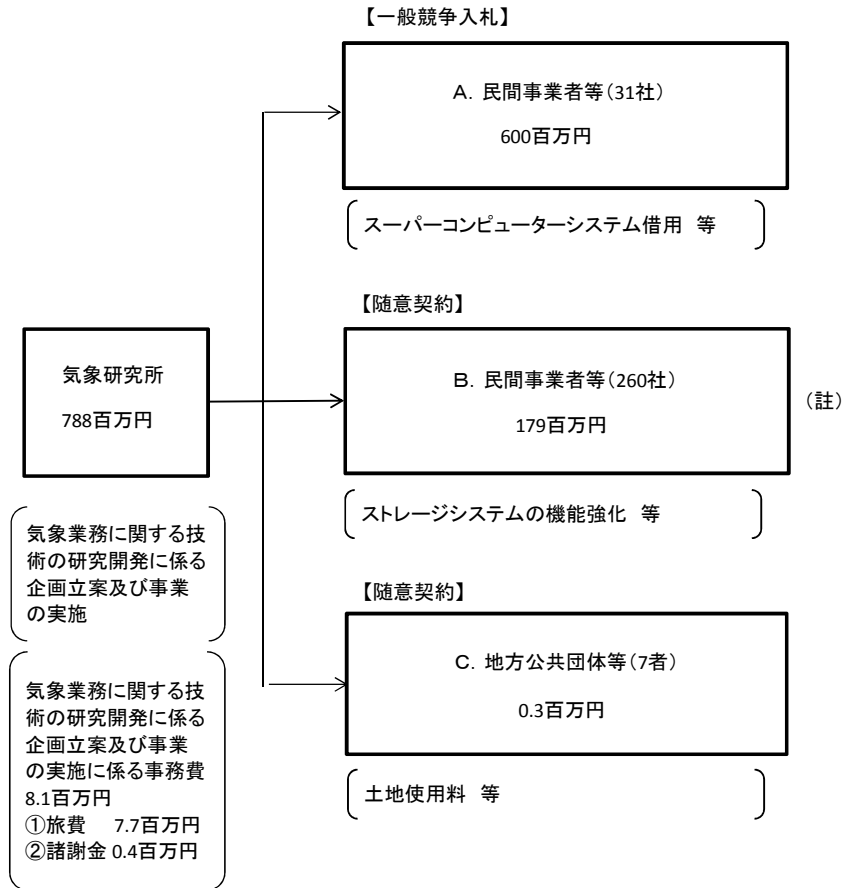 【一般競争入札】
A. 民間事業者等(31社)
600百万円
スーパーコンピューターシステム借用 等
【随意契約】
気象研究所
788百万円
B. 民間事業者等(260社)
179百万円
(註)
ストレージシステムの機能強化 等
気象業務に関する技
術の研究開発に係る
企画立案及び事業
の実施
【随意契約】
C. 地方公共団体等(7者)
0.3百万円
土地使用料 等
気象業務に関する技
術の研究開発に係る
企画立案及び事業
の実施に係る事務費
8.1百万円
①旅費 7.7百万円
②諸謝金 0.4百万円